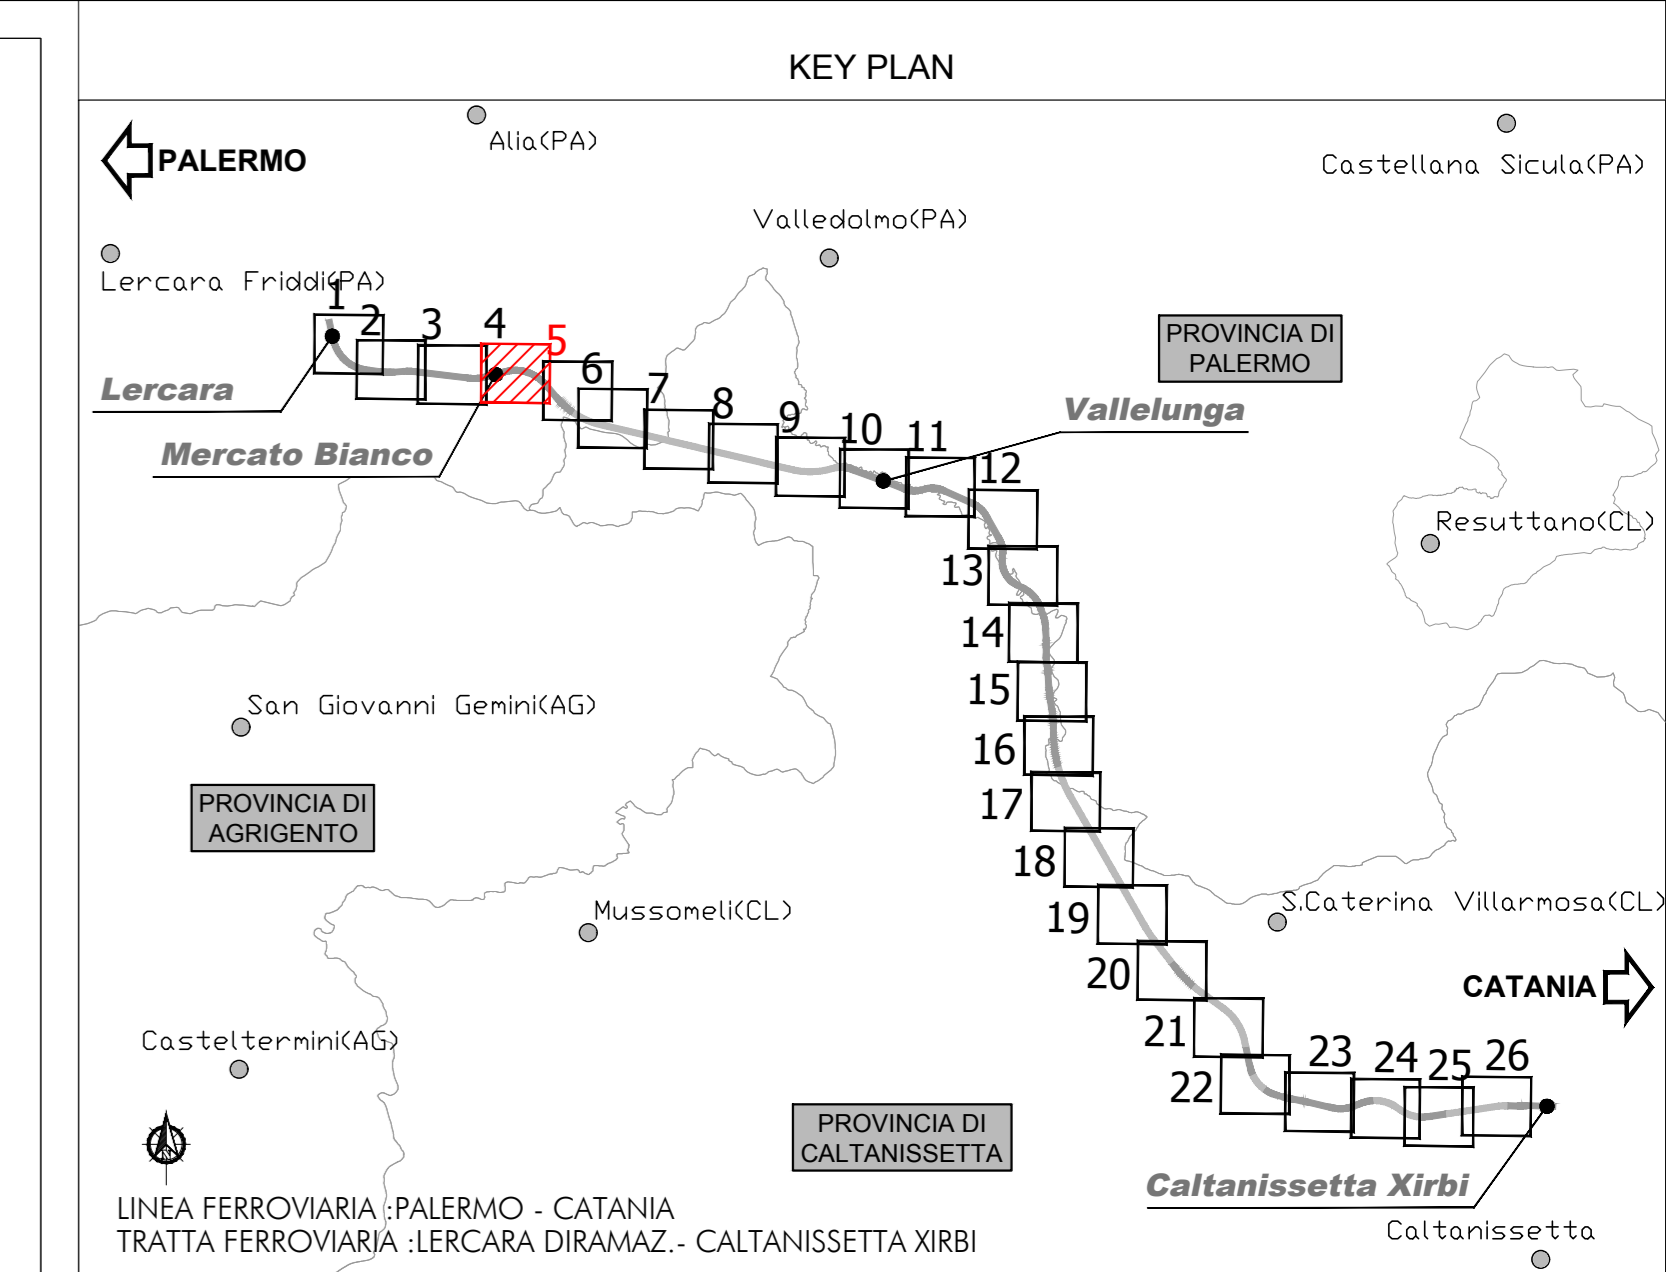 KEY PLAN
Alia(PA)
PALERMO
Castellana Sicula(PA)
Valledolmo(PA)
Lercara Friddi(PA)
1
2
3
4
5
6
7
8
9
10
11
12
PROVINCIA DI
PALERMO
Lercara
Vallelunga
Mercato Bianco
Resuttano(CL)
13
14
15
16
17
18
19
20
21
22
23
24
25
26
San Giovanni Gemini(AG)
PROVINCIA DI
AGRIGENTO
Mussomeli(CL)
S.Caterina Villarmosa(CL)
CATANIA
Casteltermini(AG)
PROVINCIA DI
CALTANISSETTA
Caltanissetta Xirbi
Caltanissetta
LINEA FERROVIARIA :PALERMO - CATANIA
TRATTA FERROVIARIA :LERCARA DIRAMAZ.- CALTANISSETTA XIRBI